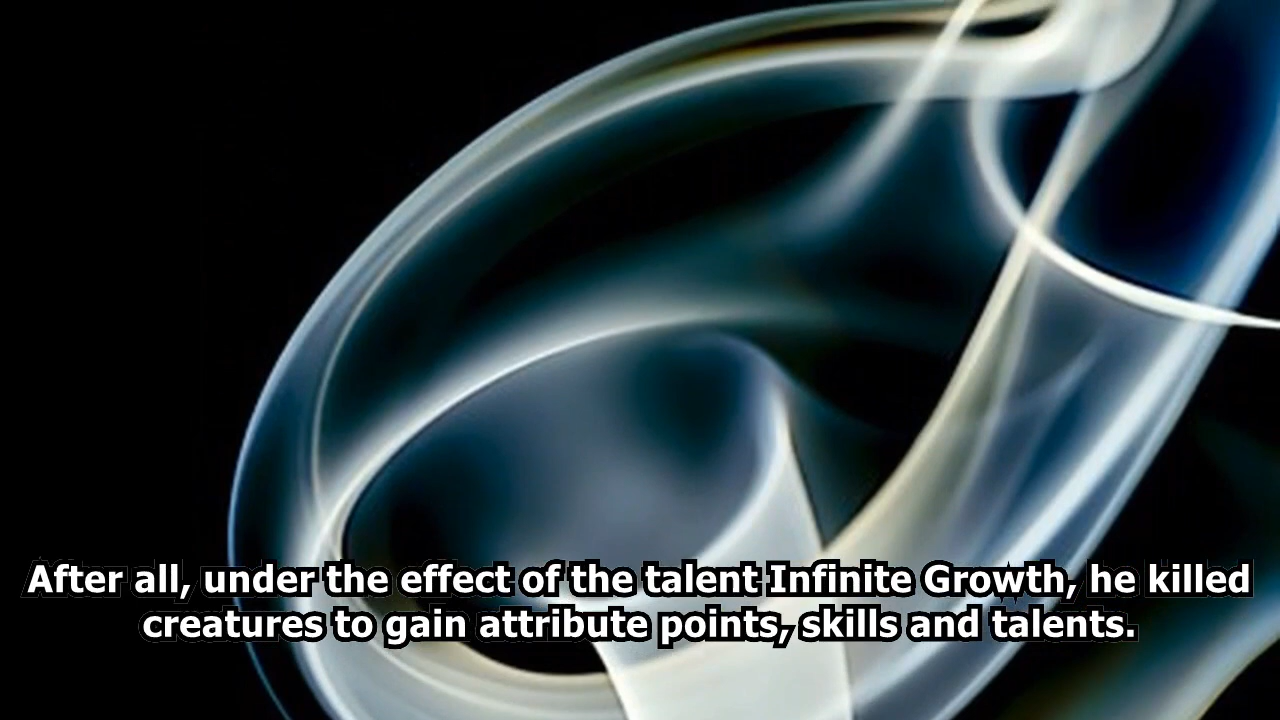 After all, under the effect of the talent Infinite Growth, he killed
creatures to gain attribute points, skills and talents.